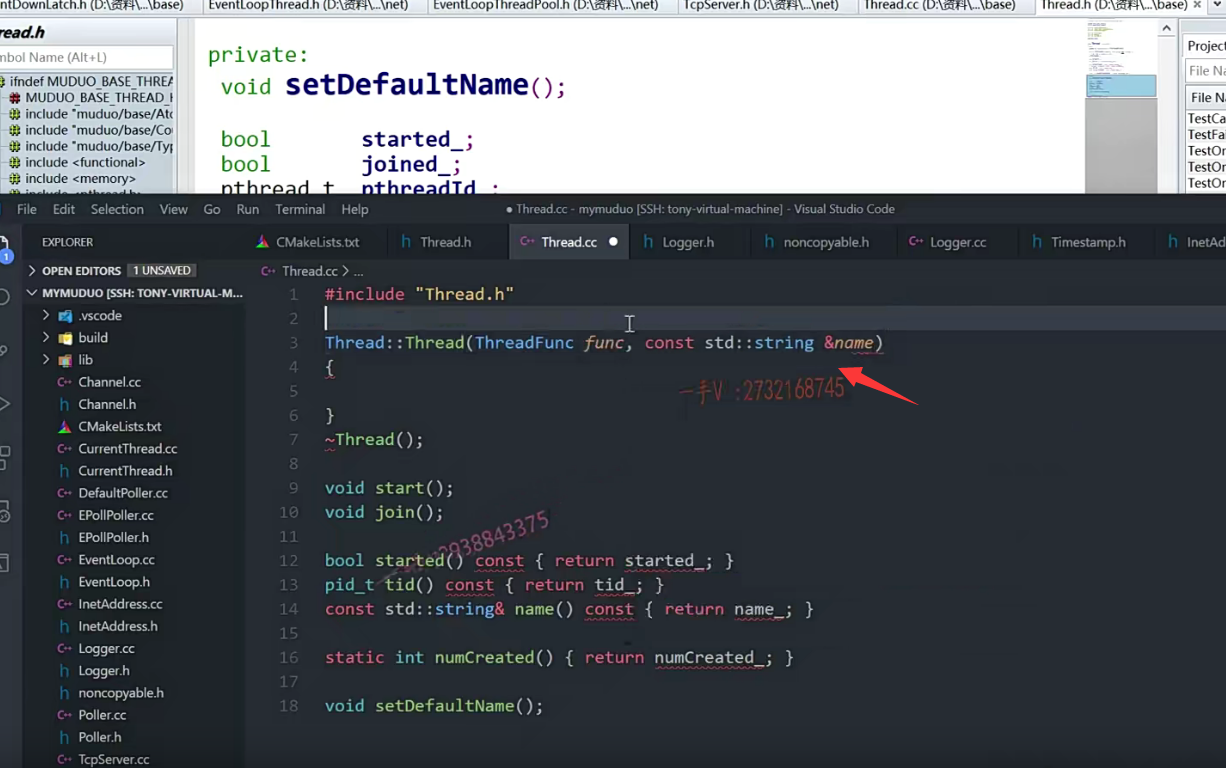 ntDownLatch.h (D:\资料\...\base)
EventLoopThread.h (D:\资料\...\net)
EventLoopThreadPool.h (D:\资料\...\net)
TcpServer.h (D:\资料\...\net)
Thread.cc (D:\资料\...\base)
Thread.h (D:\资料\...\base) ×
read.h
mbol Name (Alt+L)
ifndef MUDUO_BASE_THREA
MUDUO_BASE_THREAD_
include "muduo/base/Ato
include "muduo/base/Co
include "muduo/base/Typ
include <functional>
include <memory>
include <pthread.h>
private:
void setDefaultName();
bool started_;
bool joined_;
pthread_t pthreadId_;
Projec
File Na
File Na
TestCa
TestFa
TestOn
TestOn
TestOn
File Edit Selection View Go Run Terminal Help
● Thread.cc - mymuduo [SSH: tony-virtual-machine] - Visual Studio Code
EXPLORER
CMakeLists.txt
Thread.h
Thread.cc ●
Logger.h
noncopyable.h
Logger.cc
Timestamp.h
InetAd
1
OPEN EDITORS 1 UNSAVED
MYMUDUO [SSH: TONY-VIRTUAL-M...
.vscode
build
lib
Channel.cc
Channel.h
CMakeLists.txt
CurrentThread.cc
CurrentThread.h
DefaultPoller.cc
EPollPoller.cc
EPollPoller.h
EventLoop.cc
EventLoop.h
InetAddress.cc
InetAddress.h
Logger.cc
Logger.h
noncopyable.h
Poller.cc
Poller.h
TcpServer.cc
Thread.cc > ...
1 #include "Thread.h"
2
3 Thread::Thread(ThreadFunc func, const std::string &name)
4 {
5
6 }
7 ~Thread();
8
9 void start();
10 void join();
11
12 bool started() const { return started_; }
13 pid_t tid() const { return tid_; }
14 const std::string& name() const { return name_; }
15
16 static int numCreated() { return numCreated_; }
17
18 void setDefaultName();
一手V :2732168745
2938843375